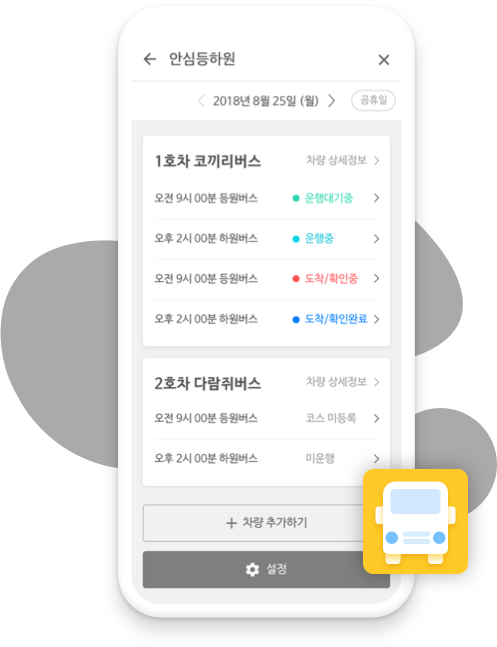 안심등하원
2018년 8월 25일 (월)
공휴일
1호차 코끼리버스
차량 상세정보
오전 9시 00분 등원버스
운행대기중
오후 2시 00분 하원버스
운행중
오전 9시 00분 등원버스
도착/확인중
오후 2시 00분 하원버스
도착/확인완료
2호차 다람쥐버스
차량 상세정보
오전 9시 00분 등원버스
코스 미등록
오후 2시 00분 하원버스
미운행
+ 차량 추가하기
설정